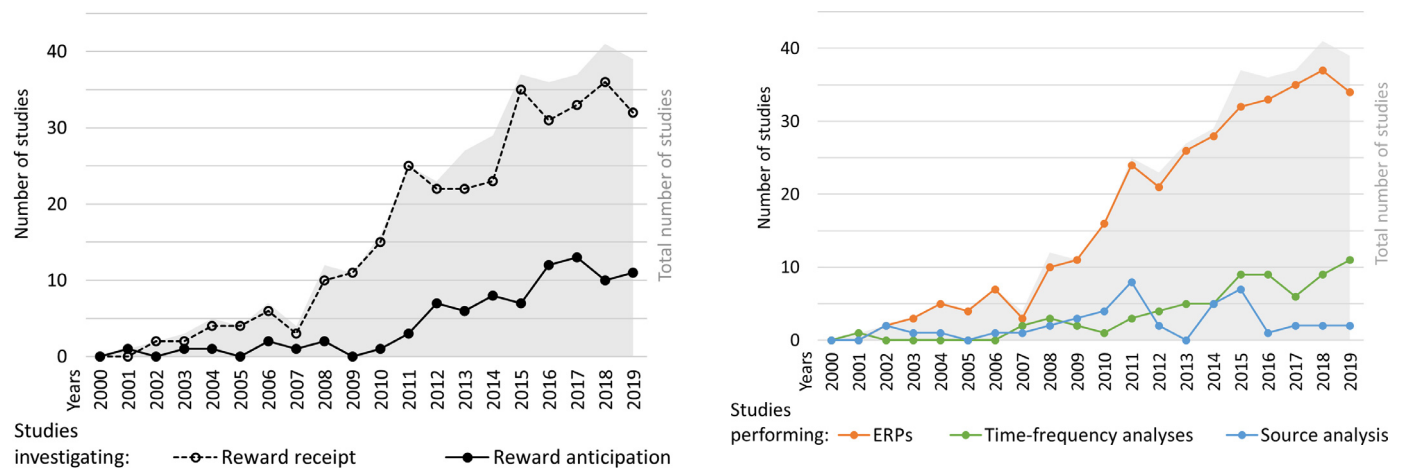 40
30
20
10
0
Number of studies
Total number of studies
Years 2000 2001 2002 2003 2004 2005 2006 2007 2008 2009 2010 2011 2012 2013 2014 2015 2016 2017 2018 2019
Studies
investigating: Reward receipt Reward anticipation
40
30
20
10
0
Number of studies
Total number of studies
Years 2000 2001 2002 2003 2004 2005 2006 2007 2008 2009 2010 2011 2012 2013 2014 2015 2016 2017 2018 2019
Studies
performing: ERPs Time-frequency analyses Source analysis